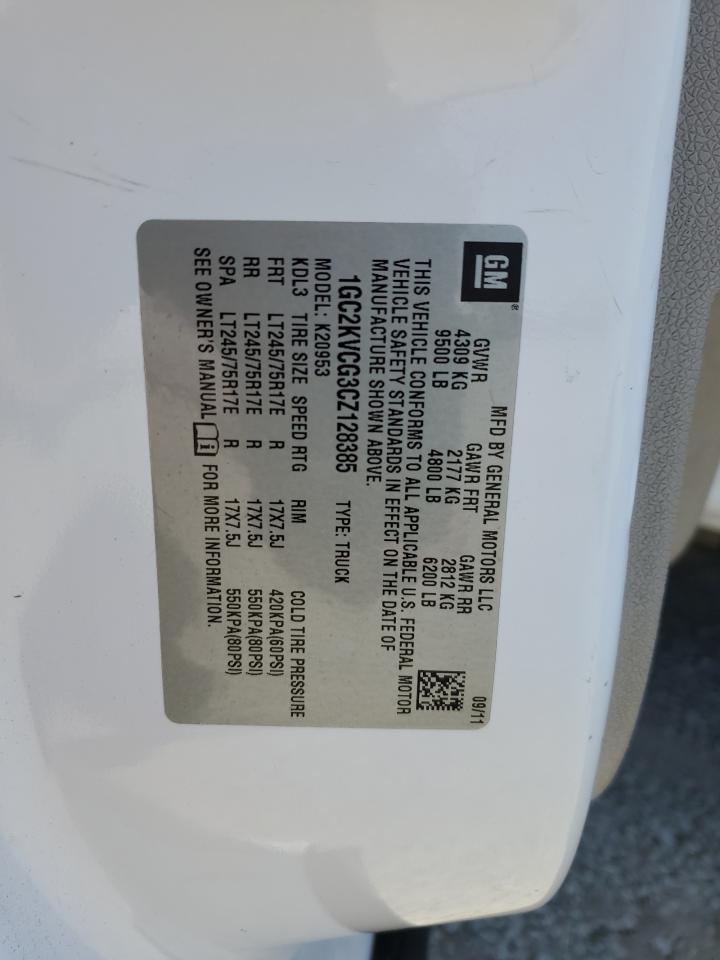 GM®
MFD BY GENERAL MOTORS LLC 09/11
GVWR GAWR FRT GAWR RR
4309 KG 2177 KG 2812 KG
9500 LB 4800 LB 6200 LB
THIS VEHICLE CONFORMS TO ALL APPLICABLE U.S. FEDERAL MOTOR
VEHICLE SAFETY STANDARDS IN EFFECT ON THE DATE OF
MANUFACTURE SHOWN ABOVE.
1GC2KVCG3CZ128385 TYPE: TRUCK
MODEL: K20953
KDL3 TIRE SIZE SPEED RTG RIM COLD TIRE PRESSURE
FRT LT245/75R17E R 17X7.5J 420KPA(60PSI)
RR LT245/75R17E R 17X7.5J 550KPA(80PSI)
SPA LT245/75R17E R 17X7.5J 550KPA(80PSI)
SEE OWNER'S MANUAL i FOR MORE INFORMATION.